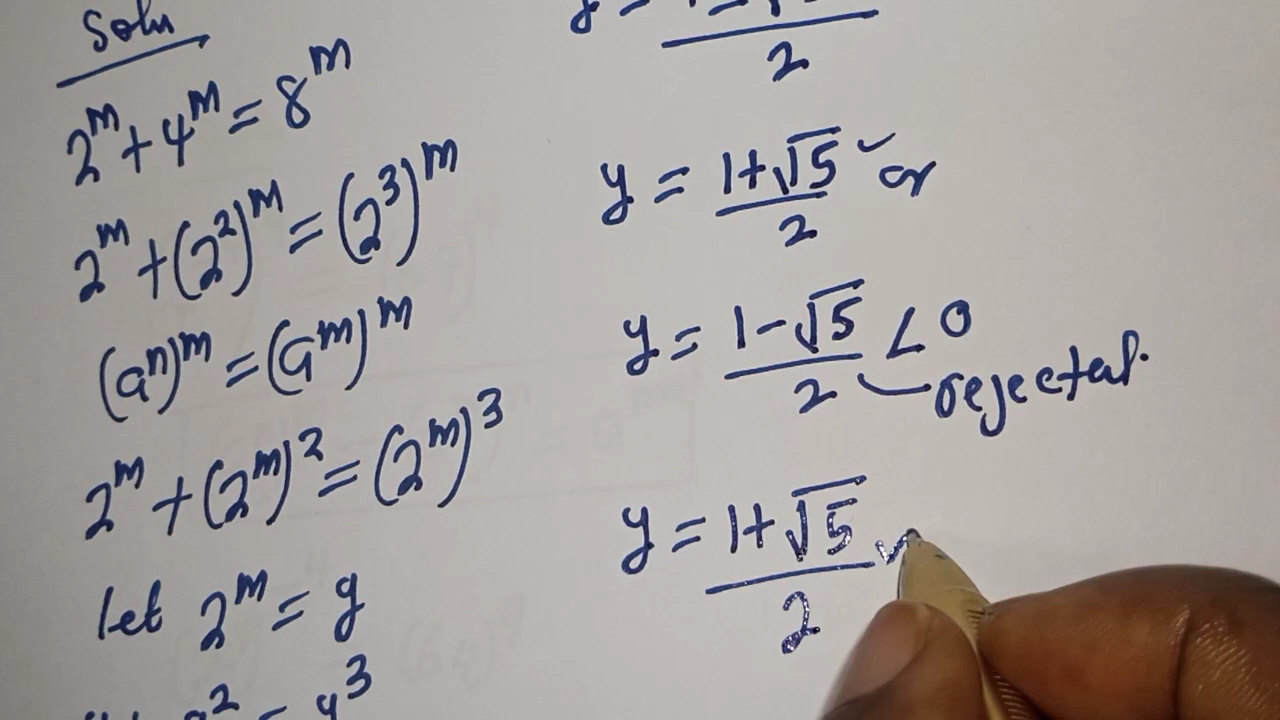 Soln
2^m + 4^m = 8^m
2^m + (2^2)^m = (2^3)^m
(a^n)^m = (a^m)^m
2^m + (2^m)^2 = (2^m)^3
let 2^m = y
2
y = 1+√5 / 2 or
y = 1-√5 / 2 < 0
rejected.
y = 1+√5 / 2